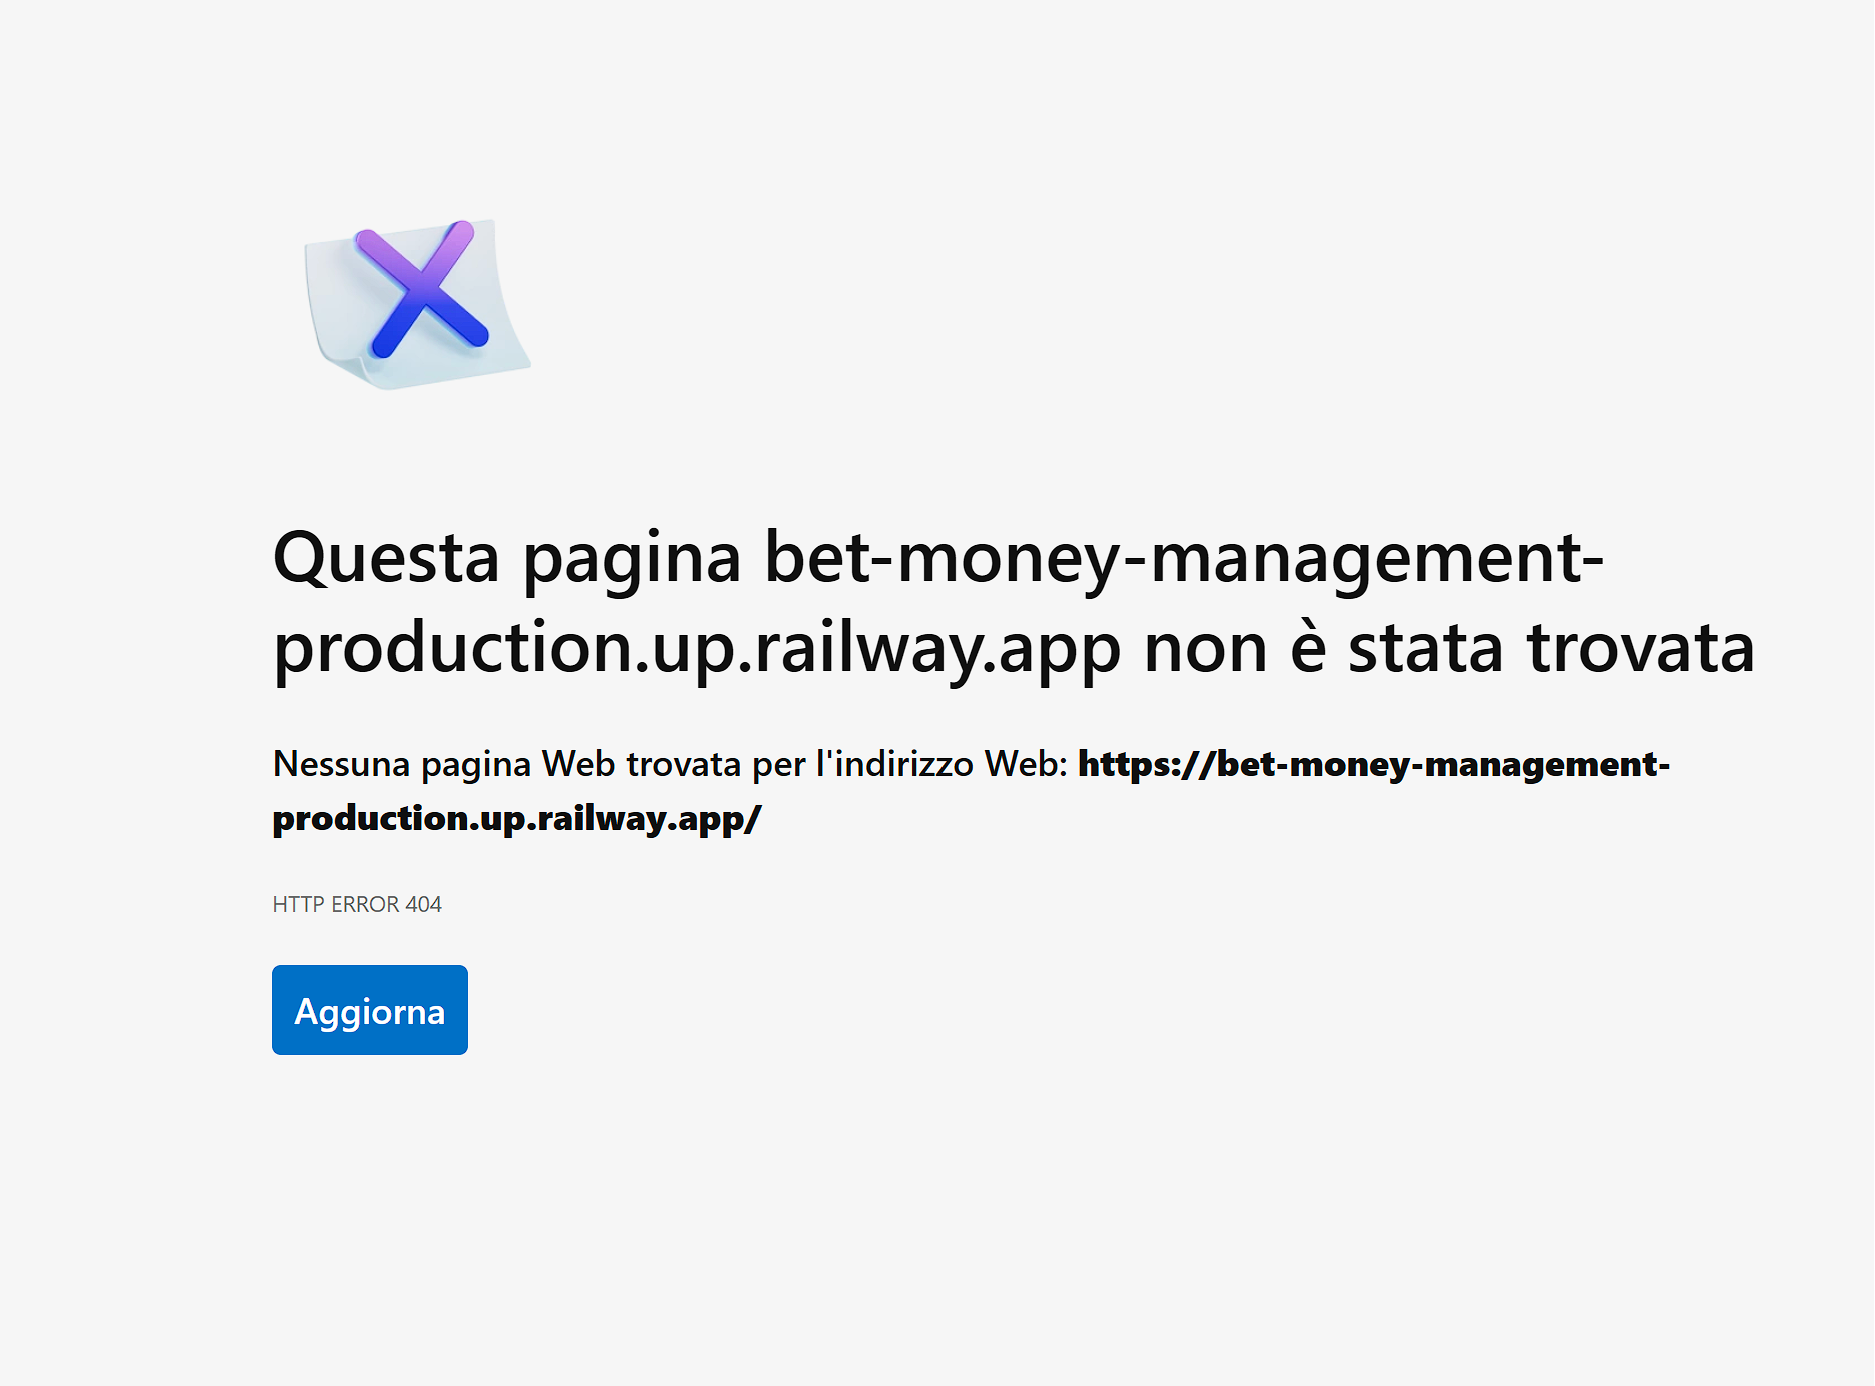 Questa pagina bet-money-management-
production.up.railway.app non è stata trovata
Nessuna pagina Web trovata per l'indirizzo Web: https://bet-money-management-
production.up.railway.app/
HTTP ERROR 404
Aggiorna